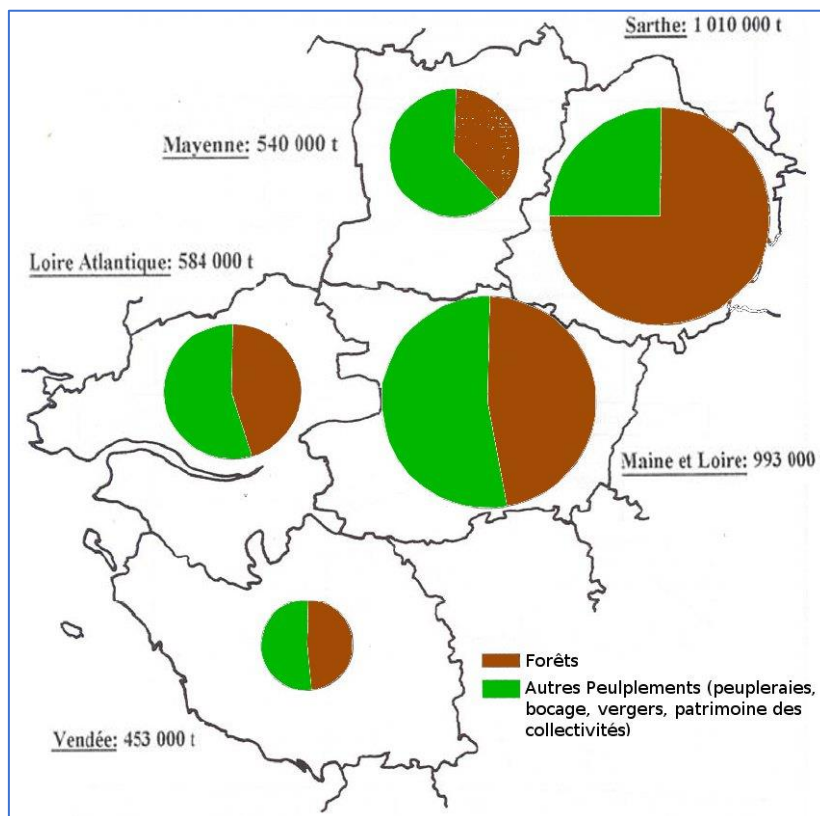 Sarthe: 1 010 000 t
Mayenne: 540 000 t
Loire Atlantique: 584 000 t
Maine et Loire: 993 000
Forêts
Autres Peulplements (peupleraies,
bocage, vergers, patrimoine des
collectivités)
Vendée: 453 000 t